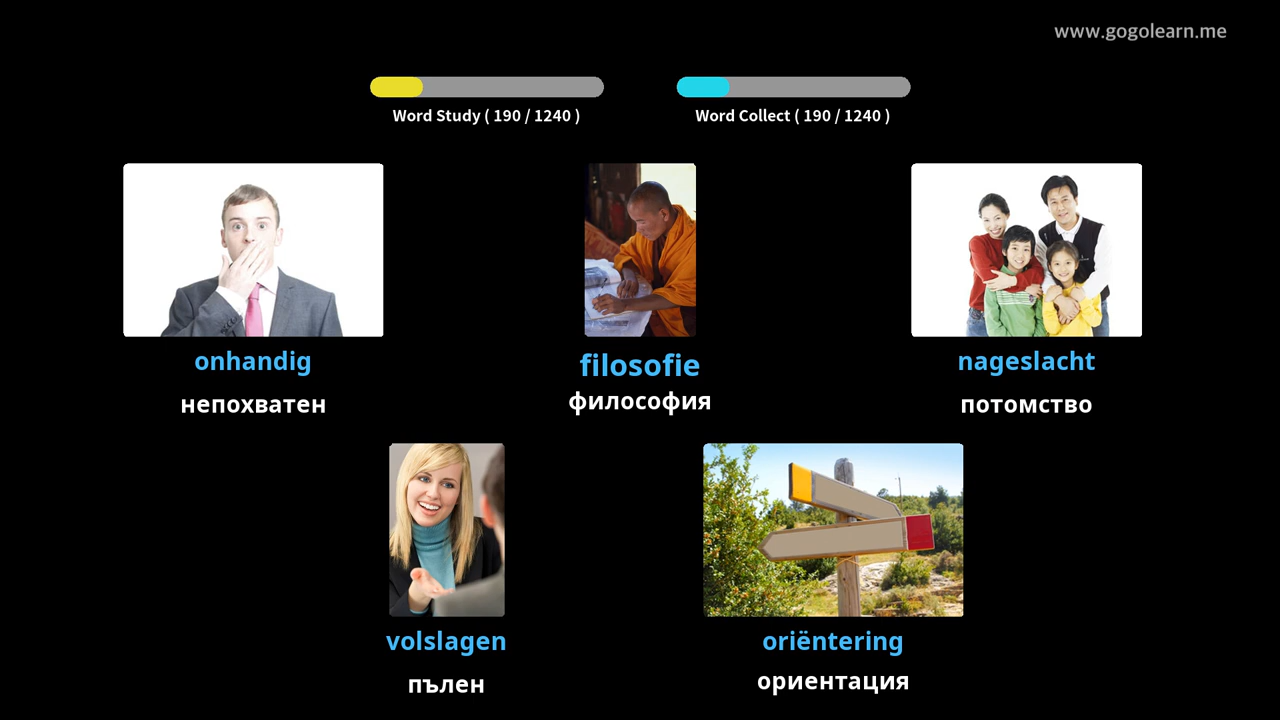 www.gogolearn.me
Word Study ( 190 / 1240 )
Word Collect ( 190 / 1240 )
onhandig
непохватен
filosofie
философия
nageslacht
потомство
volslagen
пълен
oriëntering
ориентация